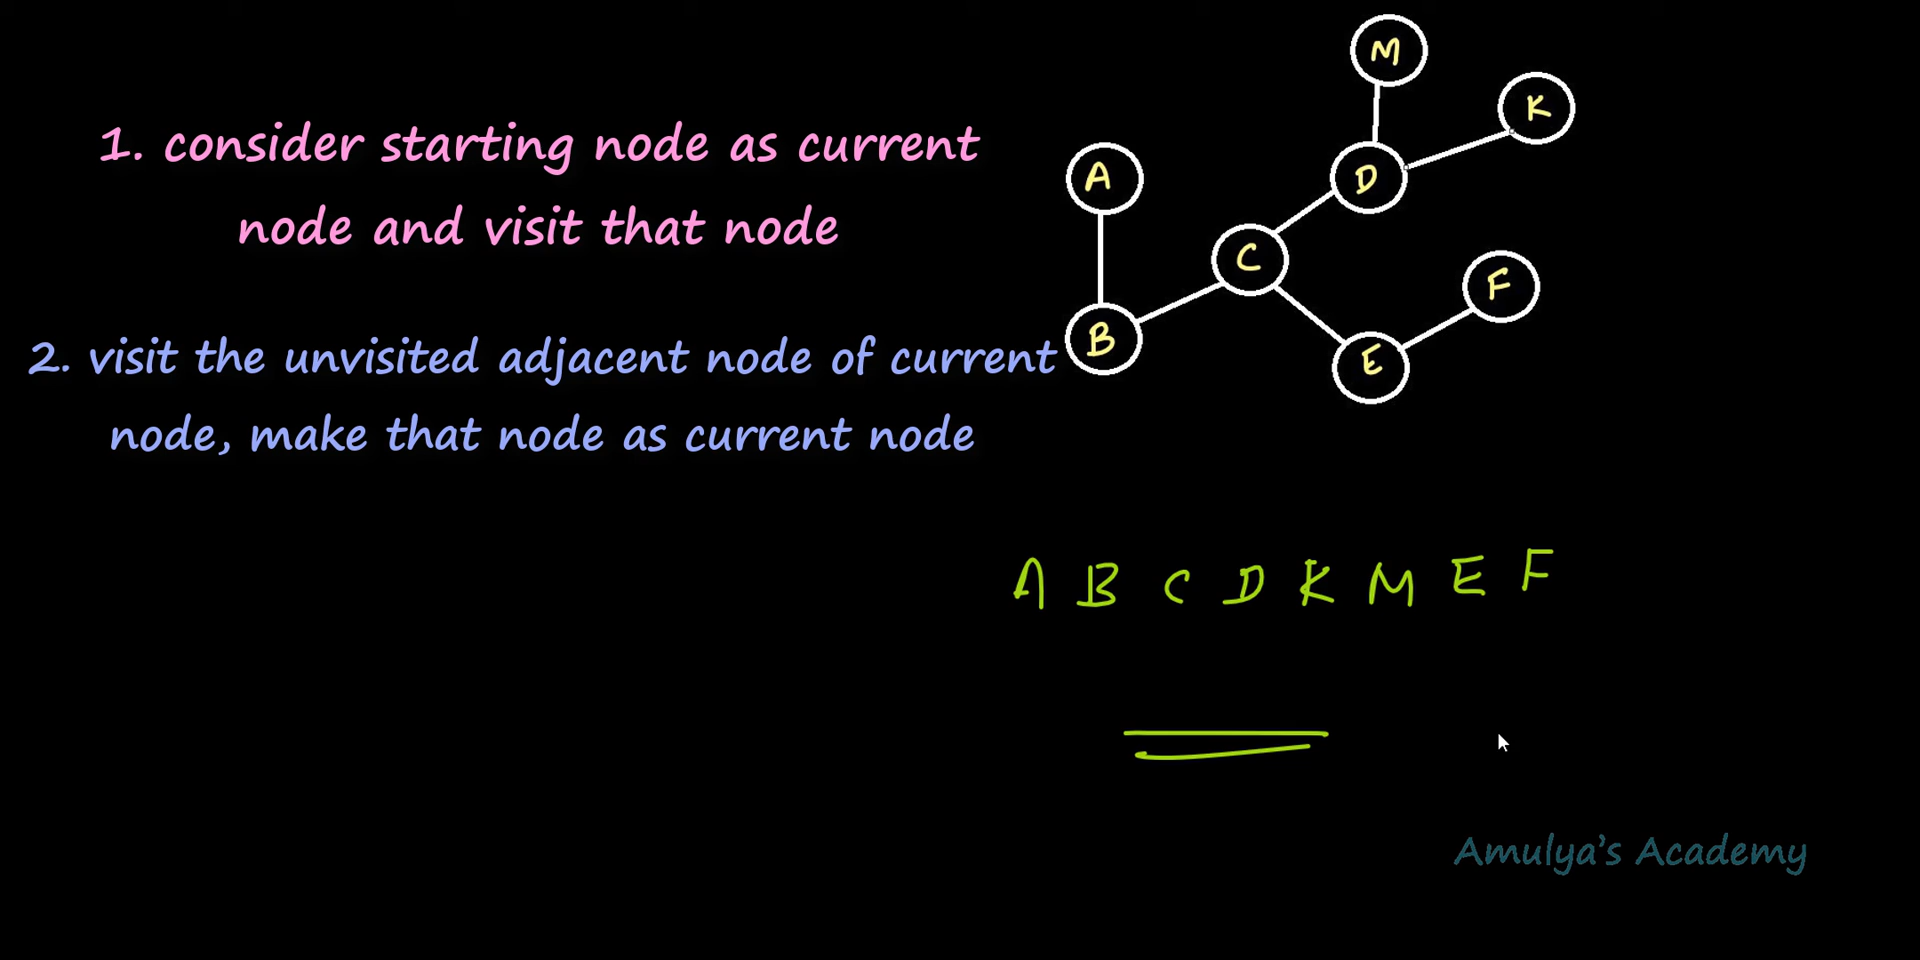 1. consider starting node as current
node and visit that node
2. visit the unvisited adjacent node of current
node, make that node as current node
M
K
A
D
C
F
B
E
A B C D K M E F
Amulya's Academy